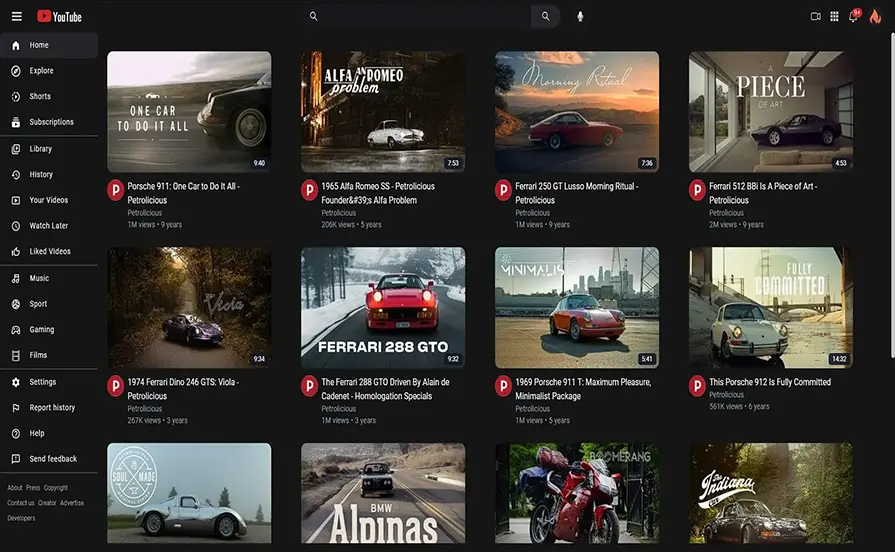 YouTube
9+
Home
Explore
Shorts
Subscriptions
Library
History
Your Videos
Watch Later
Liked Videos
Music
Sport
Gaming
Films
Settings
Report history
Help
Send feedback
About Press Copyright
Contact us Creator Advertise
Developers
ONE CAR
TO DO IT ALL
9:40
Porsche 911: One Car to Do It All -
Petrolicious
Petrolicious
1M views • 9 years
ALFA ROMEO
problem
7:53
1965 Alfa Romeo SS - Petrolicious
Founder&#39;s Alfa Problem
Petrolicious
206K views • 5 years
Morning Ritual
7:36
Ferrari 250 GT Lusso Morning Ritual -
Petrolicious
Petrolicious
1M views • 9 years
A
PIECE
OF ART
4:53
Ferrari 512 BBi Is A Piece of Art -
Petrolicious
Petrolicious
2M views • 9 years
Viola
9:34
1974 Ferrari Dino 246 GTS: Viola -
Petrolicious
Petrolicious
267K views • 3 years
FERRARI 288 GTO
9:32
The Ferrari 288 GTO Driven By Alain de
Cadenet - Homologation Specials
Petrolicious
1M views • 3 years
MINIMALIS
5:41
1969 Porsche 911 T: Maximum Pleasure,
Minimalist Package
Petrolicious
1M views • 5 years
FULLY
COMMITTED
14:32
This Porsche 912 Is Fully Committed
Petrolicious
561K views • 6 years
SOUL MADE
BMW
Alpinas
BOOMERANG
The
Indiana